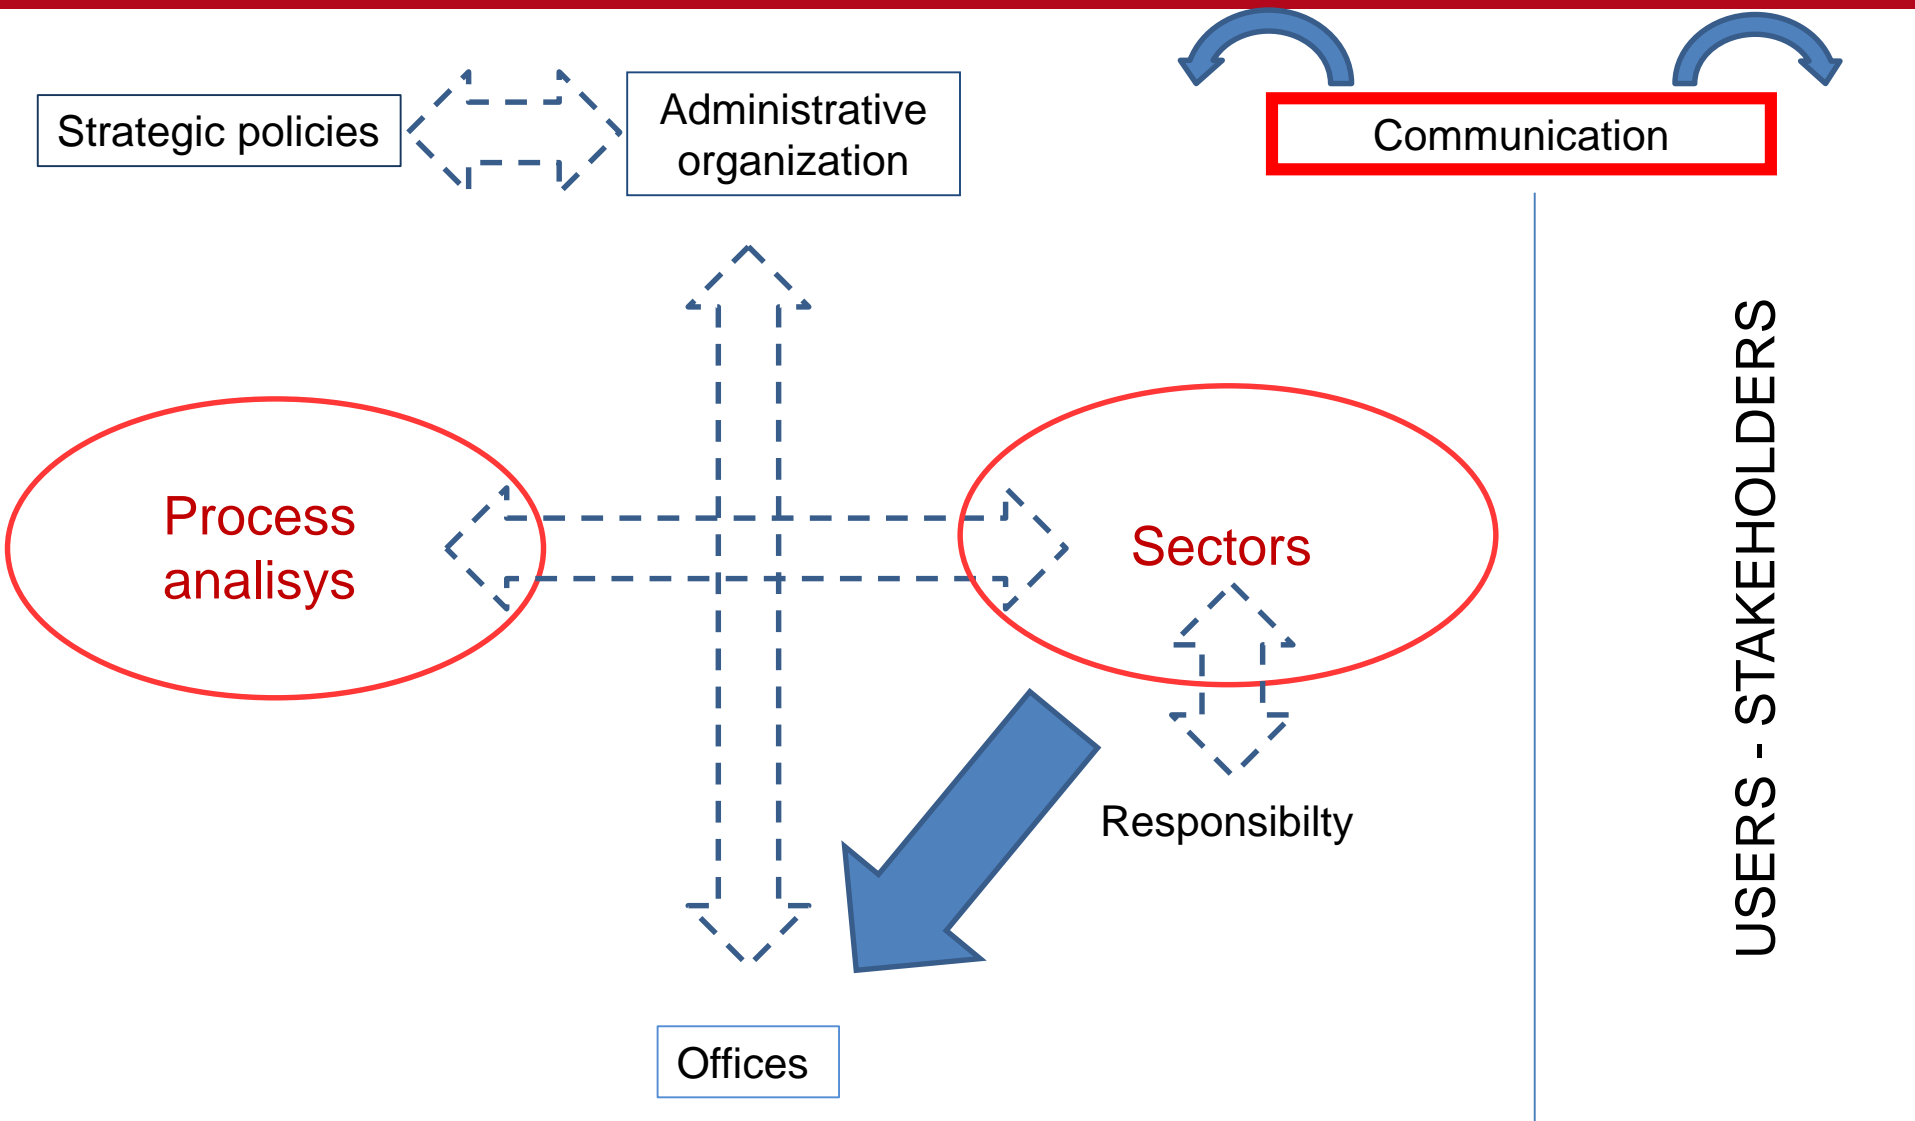 Strategic policies
Administrative
organization
Communication
Process
analisys
Sectors
Responsibilty
Offices
USERS - STAKEHOLDERS